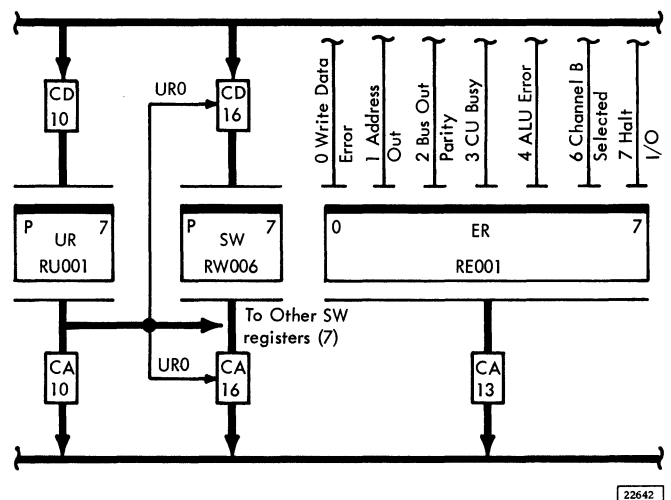 CD
10
UR0
CD
16
0 Write Data
Error
1 Address
Out
2 Bus Out
Parity
3 CU Busy
4 ALU Error
6 Channel B
Selected
7 Halt
I/O
P 7
UR
RU001
P 7
SW
RW006
0 7
ER
RE001
To Other SW
registers (7)
CA
10
UR0
CA
16
CA
13
22642